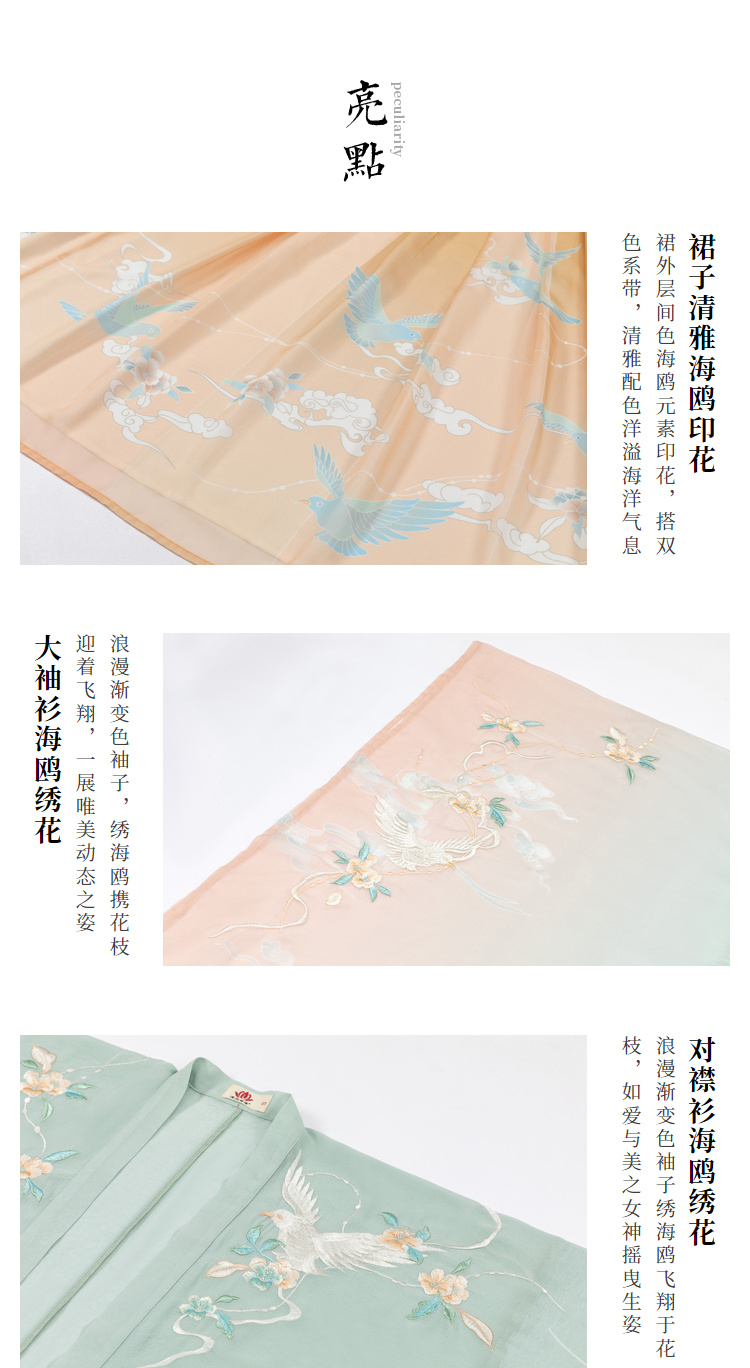 亮點
peculiarity
裙子清雅海鸥印花
裙外层间色海鸥元素印花，搭双
色系带，清雅配色洋溢海洋气息
大袖衫海鸥绣花
浪漫渐变色袖子，绣海鸥携花枝
迎着飞翔，一展唯美动态之姿
对襟衫海鸥绣花
浪漫渐变色袖子绣海鸥飞翔于花
枝，如爱与美之女神摇曳生姿